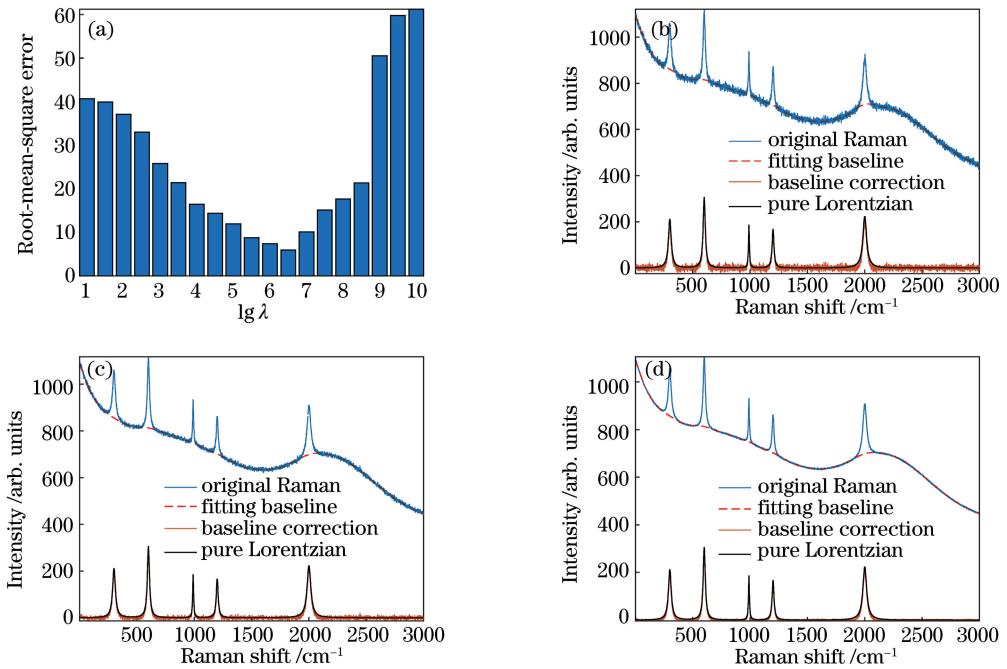 (a)
Root-mean-square error
60
50
40
30
20
10
0
1 2 3 4 5 6 7 8 9 10
lg λ
(b)
Intensity /arb. units
1000
800
600
400
200
0
original Raman
fitting baseline
baseline correction
pure Lorentzian
500 1000 1500 2000 2500 3000
Raman shift /cm⁻¹
(c)
Intensity /arb. units
1000
800
600
400
200
0
original Raman
fitting baseline
baseline correction
pure Lorentzian
500 1000 1500 2000 2500 3000
Raman shift /cm⁻¹
(d)
Intensity /arb. units
1000
800
600
400
200
0
original Raman
fitting baseline
baseline correction
pure Lorentzian
500 1000 1500 2000 2500 3000
Raman shift /cm⁻¹